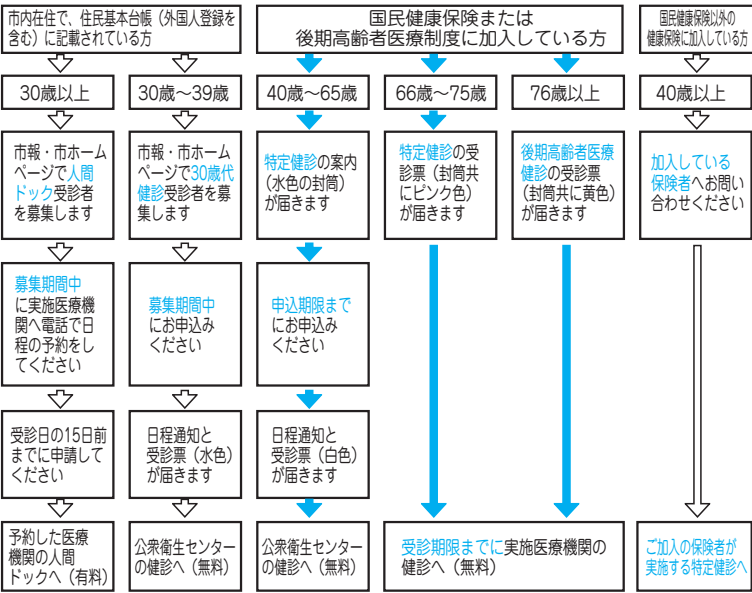 市内在住で、住民基本台帳（外国人登録を
含む）に記載されている方
国民健康保険または
後期高齢者医療制度に加入している方
国民健康保険以外の
健康保険に加入している方
30歳以上
30歳～39歳
40歳～65歳
66歳～75歳
76歳以上
40歳以上
市報・市ホーム
ページで人間
ドック受診者
を募集します
市報・市ホーム
ページで30歳代
健診受診者を募
集します
特定健診の案内
（水色の封筒）
が届きます
特定健診の受
診票（封筒共
にピンク色）
が届きます
後期高齢者医療
健診の受診票
（封筒共に黄色）
が届きます
加入している
保険者へお問い
合わせください
募集期間中
に実施医療機
関へ電話で日
程の予約をし
てください
募集期間中
にお申込み
ください
申込期限まで
にお申込み
ください
受診日の15日前
までに申請して
ください
日程通知と
受診票（水色）
が届きます
日程通知と
受診票（白色）
が届きます
予約した医療
機関の人間
ドックへ（有料）
公衆衛生センター
の健診へ（無料）
公衆衛生センター
の健診へ（無料）
受診期限までに実施医療機関の
健診へ（無料）
ご加入の保険者が
実施する特定健診へ